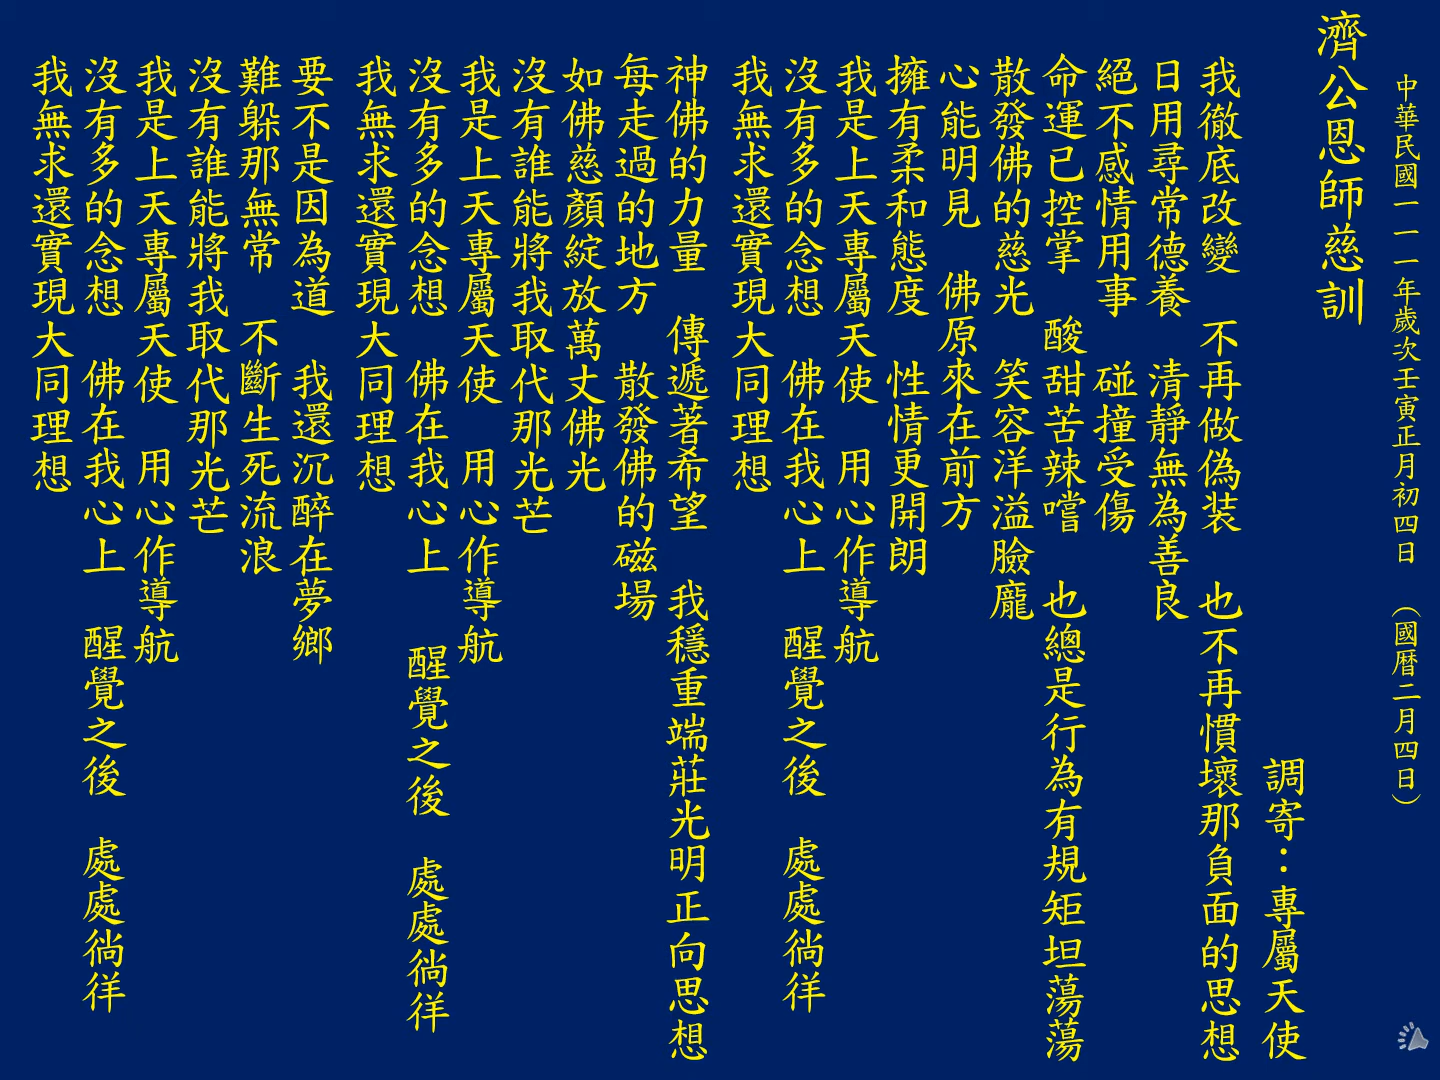 中華民國一一一年歲次壬寅正月初四日 （國曆二月四日）
濟公恩師慈訓
調寄：專屬天使
我徹底改變 不再做偽裝 也不再慣壞那負面的思想
日用尋常德養 清靜無為善良
絕不感情用事 碰撞受傷
命運已控掌 酸甜苦辣嚐 也總是行為有規矩坦蕩蕩
散發佛的慈光 笑容洋溢臉龐
心能明見 佛原來在前方
擁有柔和態度 性情更開朗
我是上天專屬天使 用心作導航
沒有多的念想 佛在我心上 醒覺之後 處處徜徉
我無求還實現大同理想
神佛的力量 傳遞著希望 我穩重端莊光明正向思想
每走過的地方 散發佛的磁場
如佛慈顏綻放萬丈佛光
沒有誰能將我取代那光芒
我是上天專屬天使 用心作導航
沒有多的念想 佛在我心上 醒覺之後 處處徜徉
我無求還實現大同理想
要不是因為道 我還沉醉在夢鄉
難躲那無常 不斷生死流浪
沒有誰能將我取代那光芒
我是上天專屬天使 用心作導航
沒有多的念想 佛在我心上 醒覺之後 處處徜徉
我無求還實現大同理想